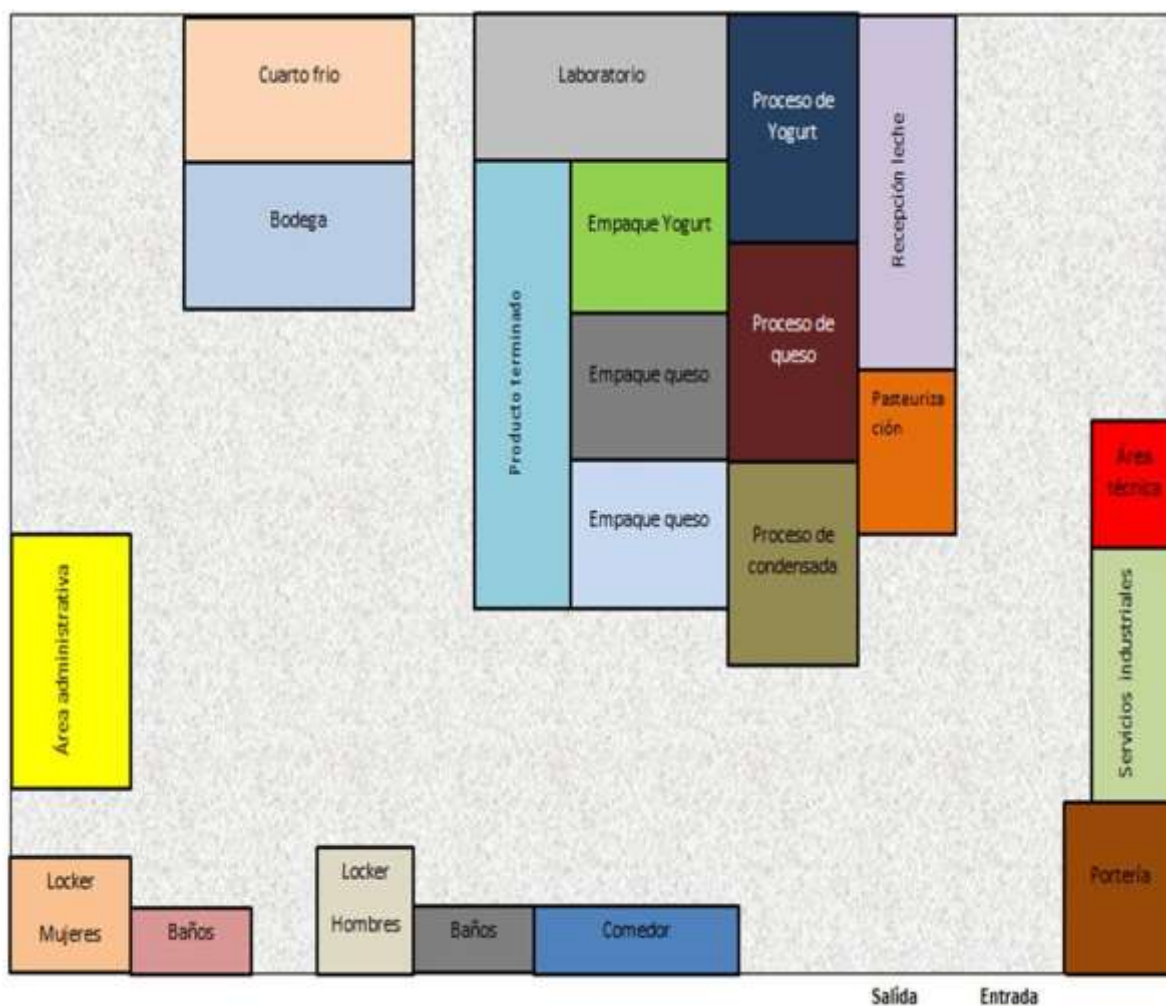 Cuarto frio
Laboratorio
Proceso de
Yogurt
Recepción leche
Bodega
Producto terminado
Empaque Yogurt
Proceso de
queso
Empaque queso
Pasteuriza
ción
Área
técnica
Empaque queso
Proceso de
condensada
Área administrativa
Servicios industriales
Locker
Mujeres
Baños
Locker
Hombres
Baños
Comedor
Portería
Salida
Entrada